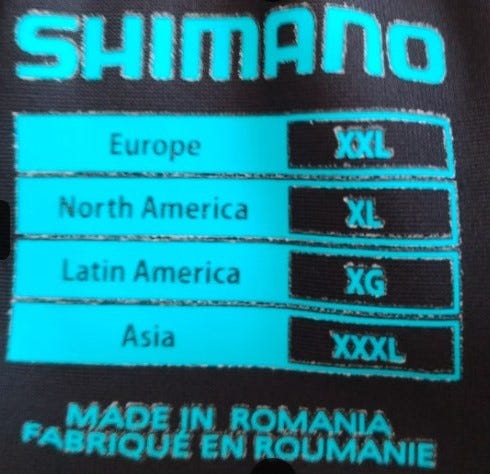 SHIMANO
Europe XXL
North America XL
Latin America XG
Asia XXXL
MADE IN ROMANIA
FABRIQUÉ EN ROUMANIE